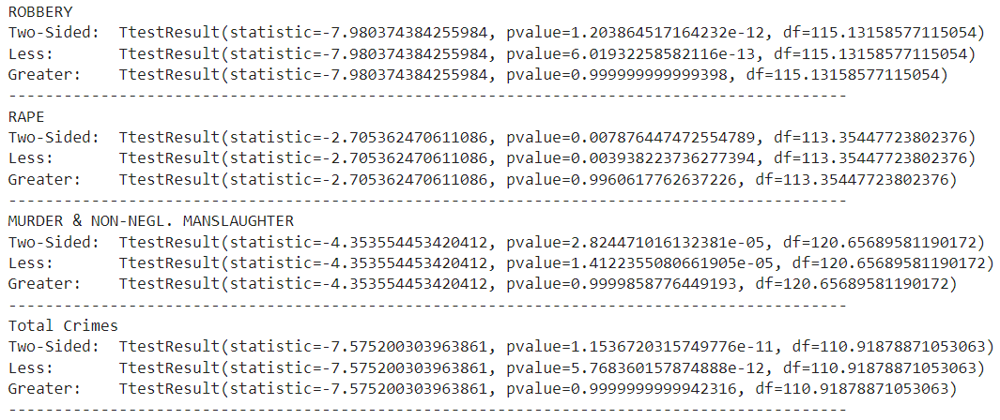 ROBBERY
Two-Sided:  TtestResult(statistic=-7.980374384255984, pvalue=1.203864517164232e-12, df=115.13158577115054)
Less:       TtestResult(statistic=-7.980374384255984, pvalue=6.01932258582116e-13, df=115.13158577115054)
Greater:    TtestResult(statistic=-7.980374384255984, pvalue=0.999999999999398, df=115.13158577115054)
-------------------------------------------------------------------------------------------
RAPE
Two-Sided:  TtestResult(statistic=-2.705362470611086, pvalue=0.007876447472554789, df=113.35447723802376)
Less:       TtestResult(statistic=-2.705362470611086, pvalue=0.003938223736277394, df=113.35447723802376)
Greater:    TtestResult(statistic=-2.705362470611086, pvalue=0.9960617762637226, df=113.35447723802376)
-------------------------------------------------------------------------------------------
MURDER & NON-NEGL. MANSLAUGHTER
Two-Sided:  TtestResult(statistic=-4.353554453420412, pvalue=2.824471016132381e-05, df=120.65689581190172)
Less:       TtestResult(statistic=-4.353554453420412, pvalue=1.4122355080661905e-05, df=120.65689581190172)
Greater:    TtestResult(statistic=-4.353554453420412, pvalue=0.9999858776449193, df=120.65689581190172)
-------------------------------------------------------------------------------------------
Total Crimes
Two-Sided:  TtestResult(statistic=-7.575200303963861, pvalue=1.1536720315749776e-11, df=110.91878871053063)
Less:       TtestResult(statistic=-7.575200303963861, pvalue=5.768360157874888e-12, df=110.91878871053063)
Greater:    TtestResult(statistic=-7.575200303963861, pvalue=0.9999999999942316, df=110.91878871053063)
-------------------------------------------------------------------------------------------